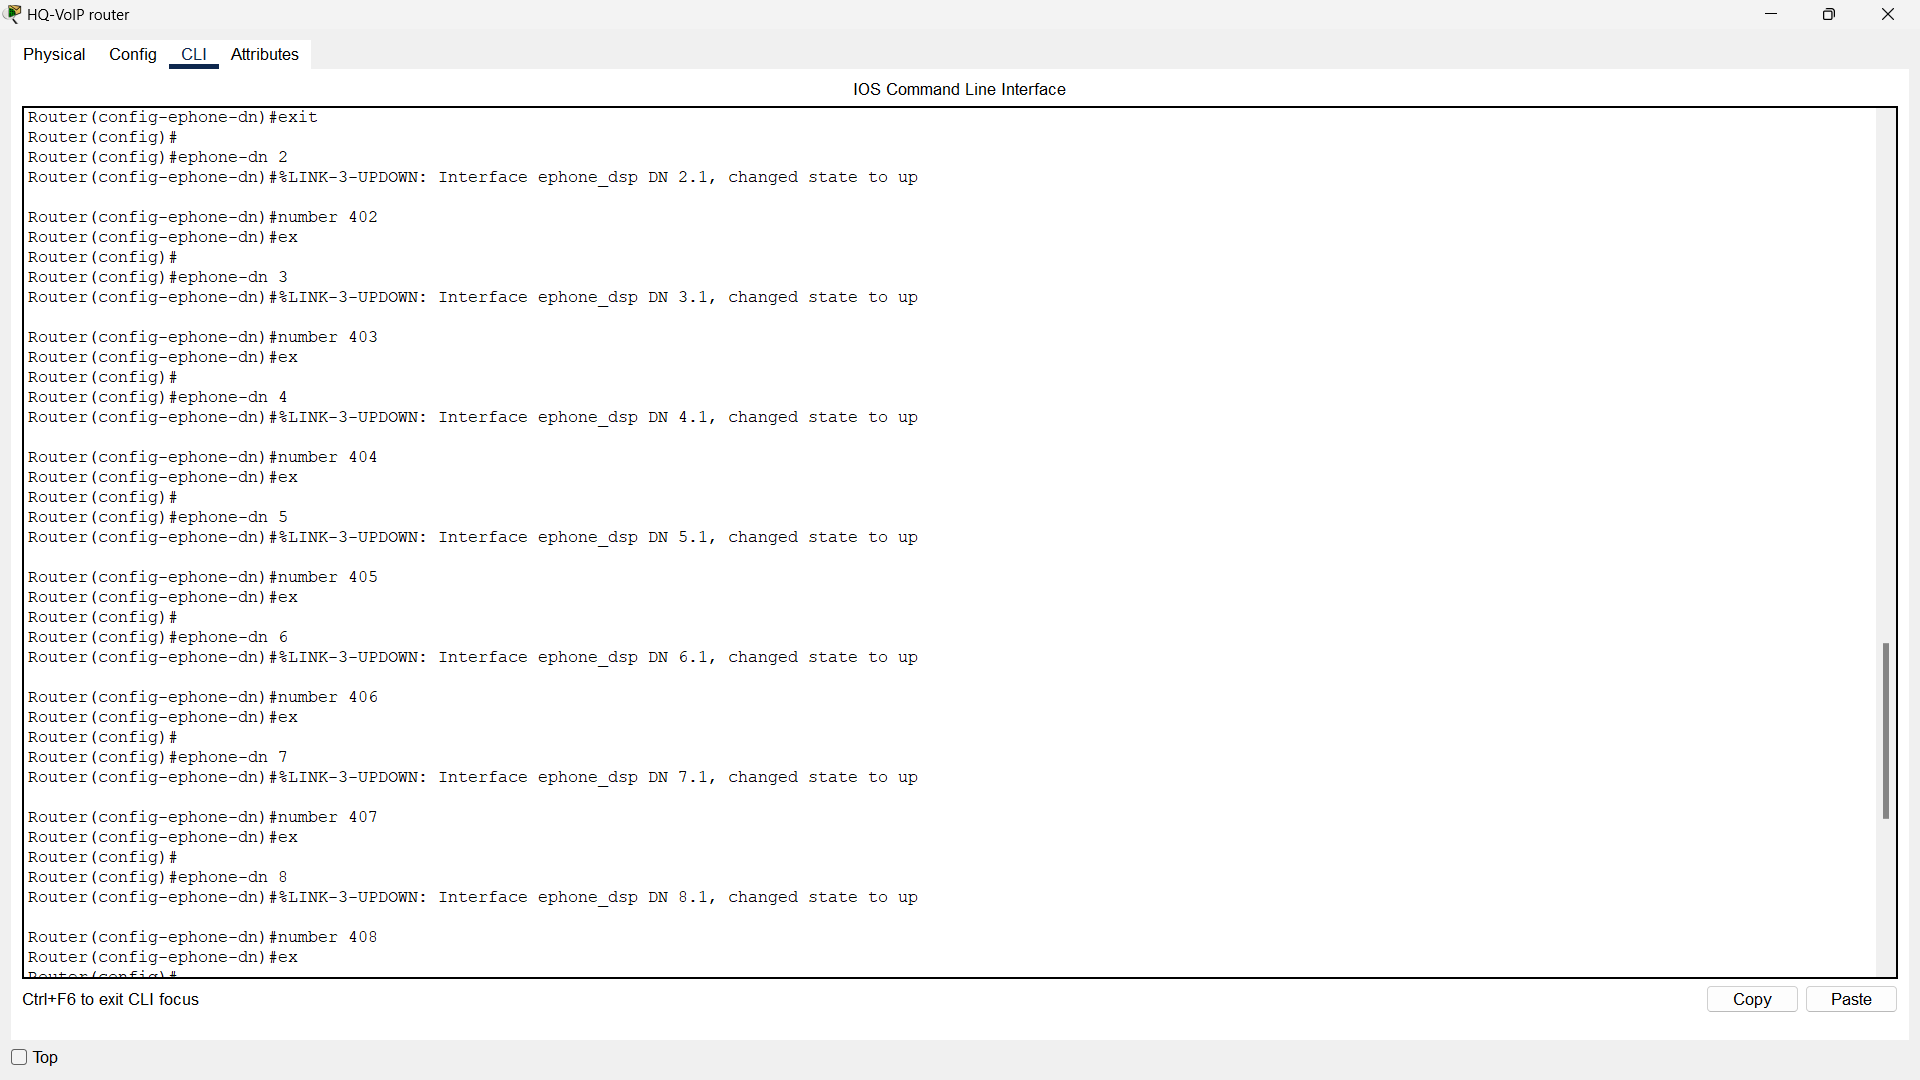 HQ-VoIP router
Physical Config CLI Attributes
IOS Command Line Interface
Router(config-ephone-dn)#exit
Router(config)#
Router(config)#ephone-dn 2
Router(config-ephone-dn)#%LINK-3-UPDOWN: Interface ephone_dsp DN 2.1, changed state to up
Router(config-ephone-dn)#number 402
Router(config-ephone-dn)#ex
Router(config)#
Router(config)#ephone-dn 3
Router(config-ephone-dn)#%LINK-3-UPDOWN: Interface ephone_dsp DN 3.1, changed state to up
Router(config-ephone-dn)#number 403
Router(config-ephone-dn)#ex
Router(config)#
Router(config)#ephone-dn 4
Router(config-ephone-dn)#%LINK-3-UPDOWN: Interface ephone_dsp DN 4.1, changed state to up
Router(config-ephone-dn)#number 404
Router(config-ephone-dn)#ex
Router(config)#
Router(config)#ephone-dn 5
Router(config-ephone-dn)#%LINK-3-UPDOWN: Interface ephone_dsp DN 5.1, changed state to up
Router(config-ephone-dn)#number 405
Router(config-ephone-dn)#ex
Router(config)#
Router(config)#ephone-dn 6
Router(config-ephone-dn)#%LINK-3-UPDOWN: Interface ephone_dsp DN 6.1, changed state to up
Router(config-ephone-dn)#number 406
Router(config-ephone-dn)#ex
Router(config)#
Router(config)#ephone-dn 7
Router(config-ephone-dn)#%LINK-3-UPDOWN: Interface ephone_dsp DN 7.1, changed state to up
Router(config-ephone-dn)#number 407
Router(config-ephone-dn)#ex
Router(config)#
Router(config)#ephone-dn 8
Router(config-ephone-dn)#%LINK-3-UPDOWN: Interface ephone_dsp DN 8.1, changed state to up
Router(config-ephone-dn)#number 408
Router(config-ephone-dn)#ex
Router(config)#
Ctrl+F6 to exit CLI focus
Copy Paste
Top